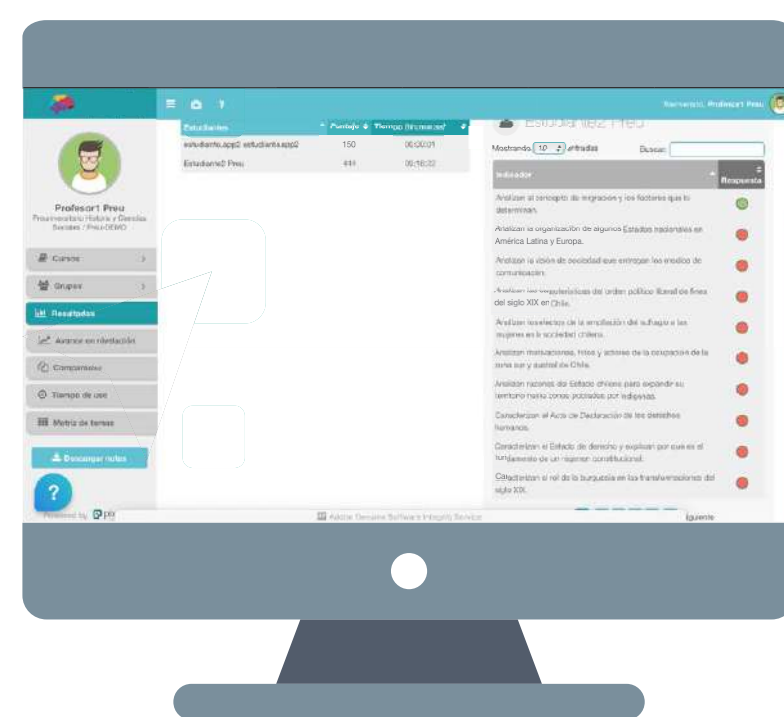 Bienvenido, Profesor1 Preu
Profesor1 Preu
Preuniversitario Historia y Ciencias
Sociales / Preu-DEMO
Cursos
Grupos
Resultados
Avance en nivelación
Compartidos
Tiempo de uso
Matriz de temas
Descargar notas
?
Powered by
Estudiantes Puntaje Tiempo
estudiante.app2 estudiante.app2 150 00:00:01
Estudiante2 Preu 00:16:22
Estudiante2 Preu
Mostrando 10 entradas Buscar:
Indicador Respuesta
Analizan el concepto de migración y los factores que lo
determinan.
Analizan la organización de algunos Estados nacionales en
América Latina y Europa.
Analizan la visión de sociedad que entregan los medios de
comunicación.
Analizan las características del orden político liberal de fines
del siglo XIX en Chile.
Analizan los efectos de la ampliación del sufragio a las
mujeres en la sociedad chilena.
Analizan motivaciones, hitos y actores de la ocupación de la
zona sur y austral de Chile.
Analizan razones del Estado chileno para expandir su
territorio hacia zonas pobladas por indígenas.
Caracterizan el Acta de Declaración de los derechos
humanos.
Caracterizan el Estado de derecho y explican por que es el
fundamento de un régimen constitucional.
Caracterizan el rol de la burguesía en las transformaciones del
siglo XIX.
Adobe Genuine Software Integrity Service
iguiente